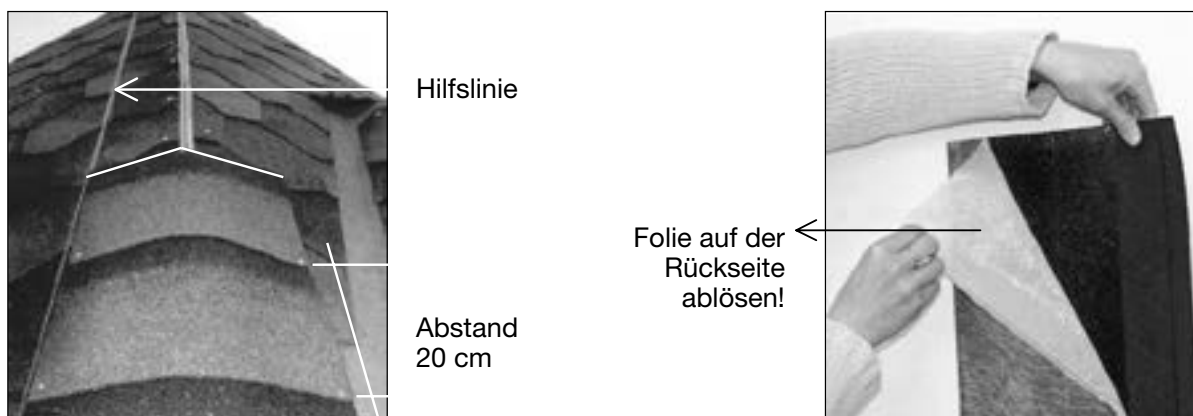 Hilfslinie
Folie auf der
Rückseite
ablösen!
Abstand
20 cm